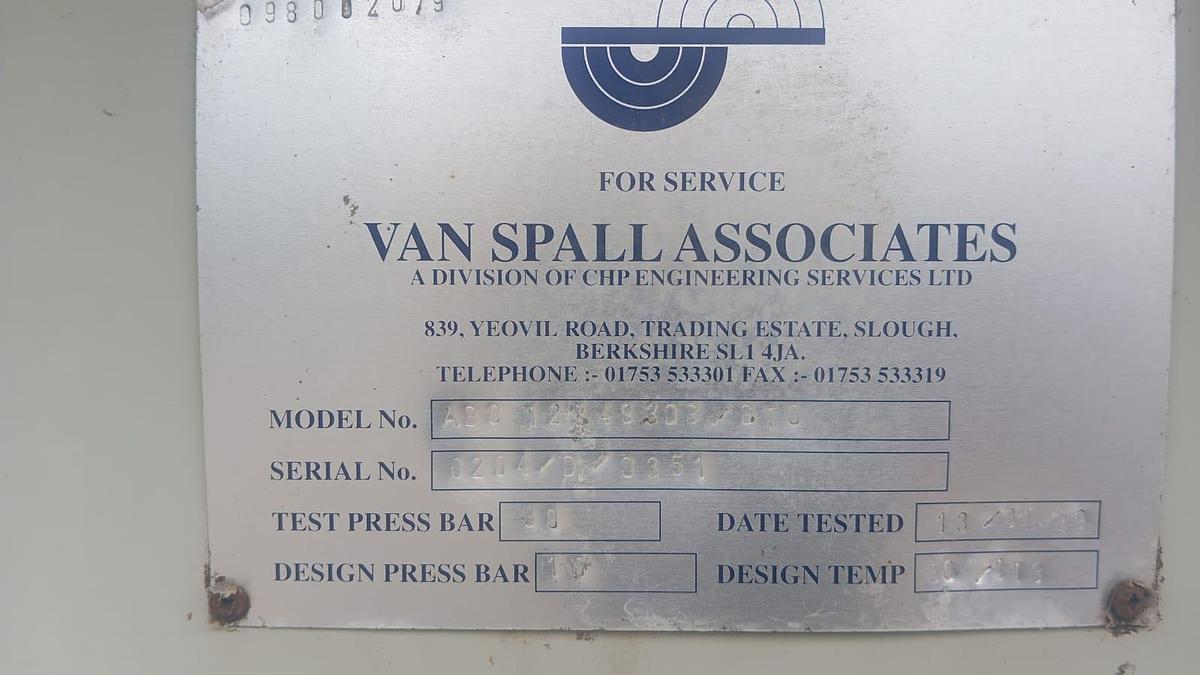 FOR SERVICE
VAN SPALL ASSOCIATES
A DIVISION OF CHP ENGINEERING SERVICES LTD
839, YEOVIL ROAD, TRADING ESTATE, SLOUGH,
BERKSHIRE SL1 4JA.
TELEPHONE :- 01753 533301 FAX :- 01753 533319
MODEL No.
SERIAL No. 0204/D/0351
TEST PRESS BAR
DATE TESTED
DESIGN PRESS BAR
DESIGN TEMP